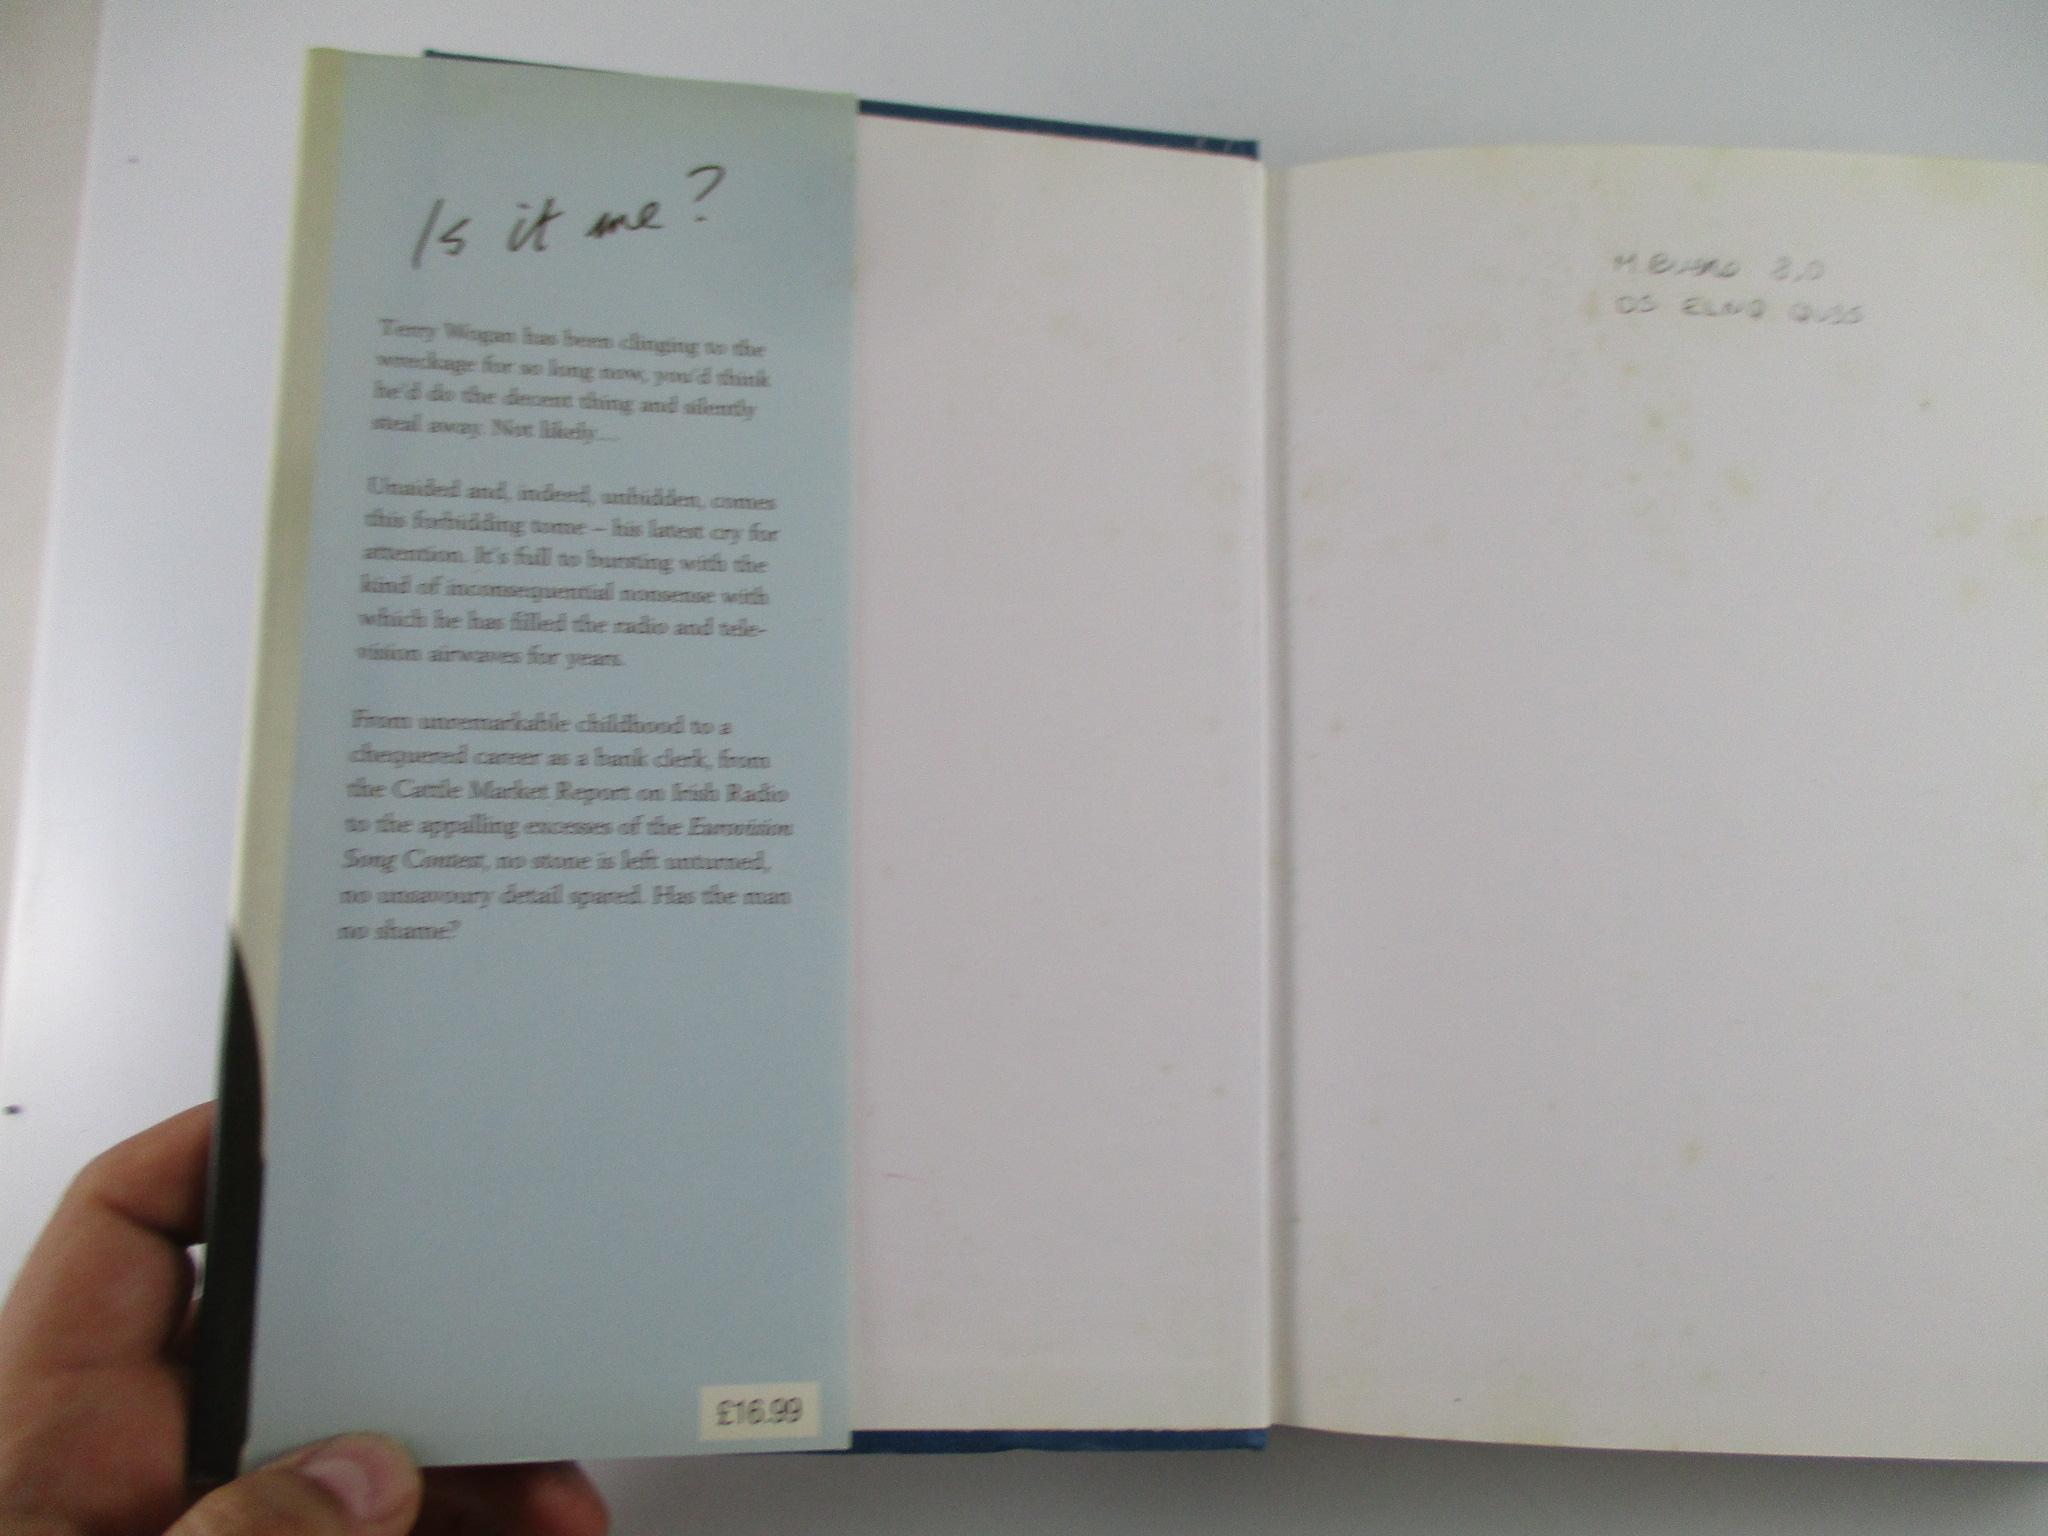 Is it me?
Terry Wogan has been clinging to the
wreckage for so long now, you'd think
he'd do the decent thing and silently
steal away. Not likely...
Unaided and, indeed, unbidden, comes
this forbidding tome – his latest cry for
attention. It's full to bursting with the
kind of inconsequential nonsense with
which he has filled the radio and tele-
vision airwaves for years.
From unremarkable childhood to a
chequered career as a bank clerk, from
the Cattle Market Report on Irish Radio
to the appalling excesses of the Eurovision
Song Contest, no stone is left unturned,
no unsavoury detail spared. Has the man
no shame?
£16.99